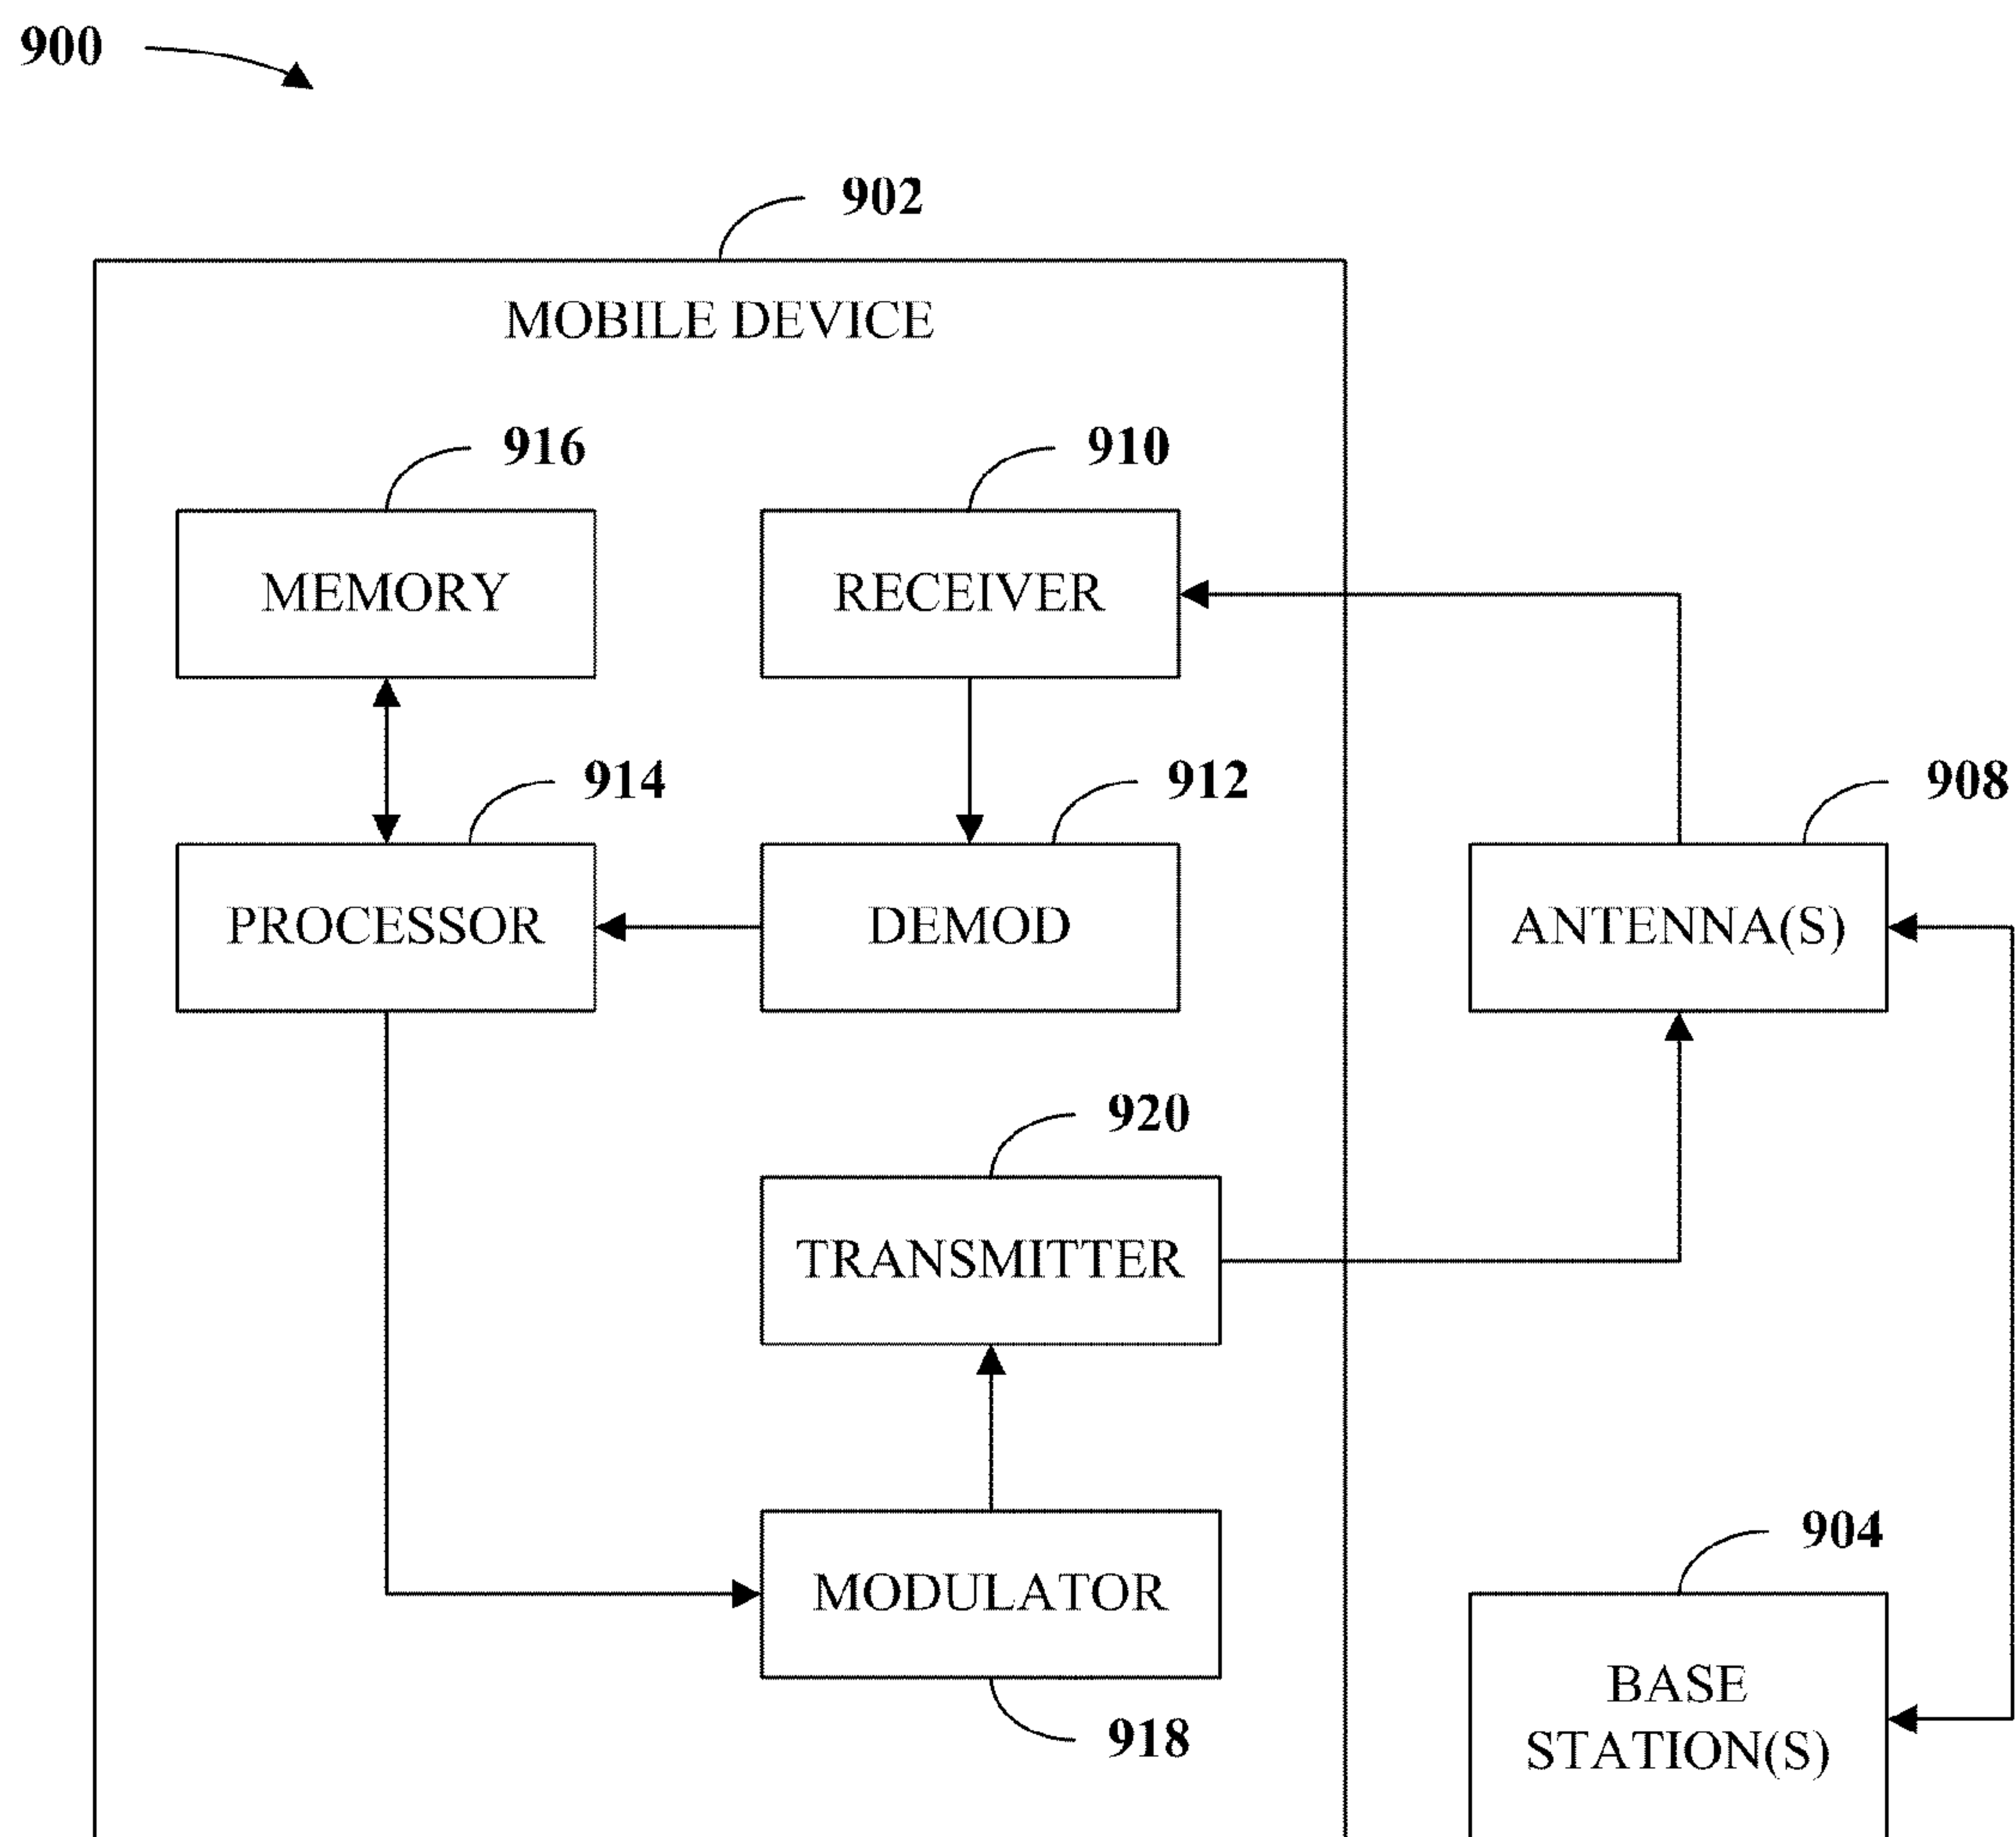 900
902
MOBILE DEVICE
916
910
MEMORY
RECEIVER
914
912
908
PROCESSOR
DEMOD
ANTENNA(S)
920
TRANSMITTER
904
MODULATOR
BASE
STATION(S)
918